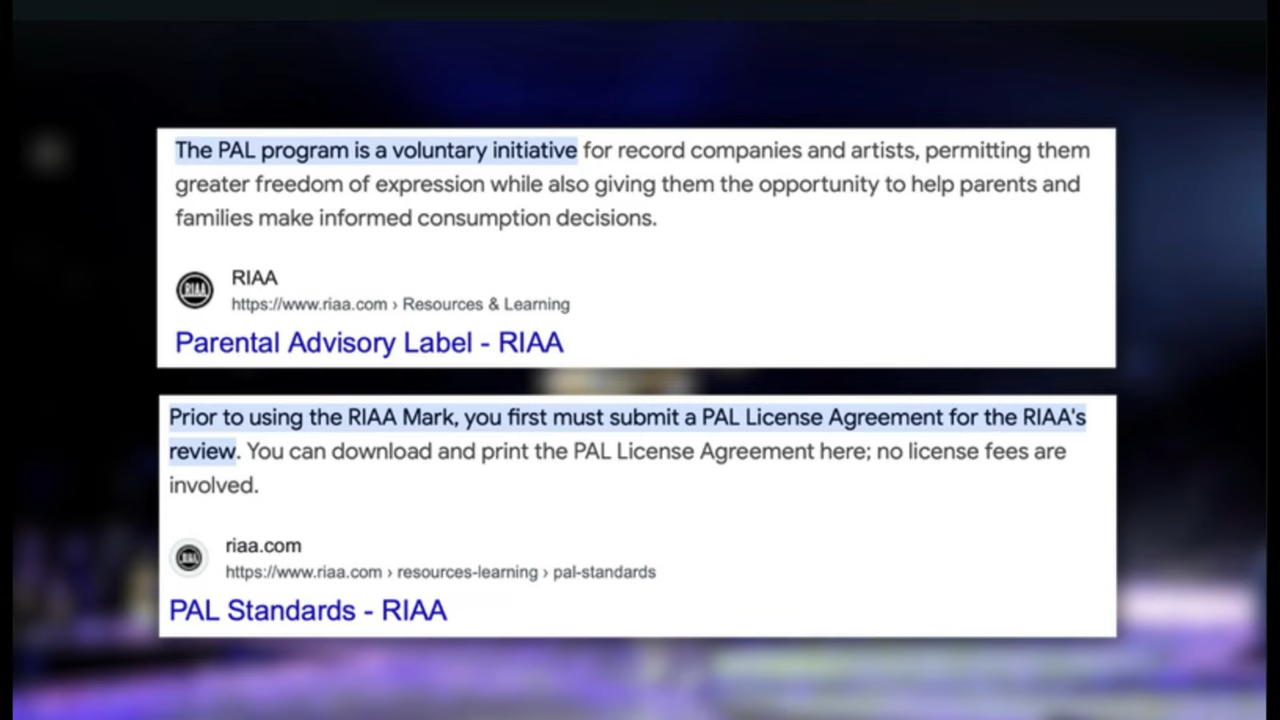 The PAL program is a voluntary initiative for record companies and artists, permitting them
greater freedom of expression while also giving them the opportunity to help parents and
families make informed consumption decisions.
RIAA
RIAA
https://www.riaa.com › Resources & Learning
Parental Advisory Label - RIAA
Prior to using the RIAA Mark, you first must submit a PAL License Agreement for the RIAA's
review. You can download and print the PAL License Agreement here; no license fees are
involved.
RIAA
riaa.com
https://www.riaa.com › resources-learning › pal-standards
PAL Standards - RIAA